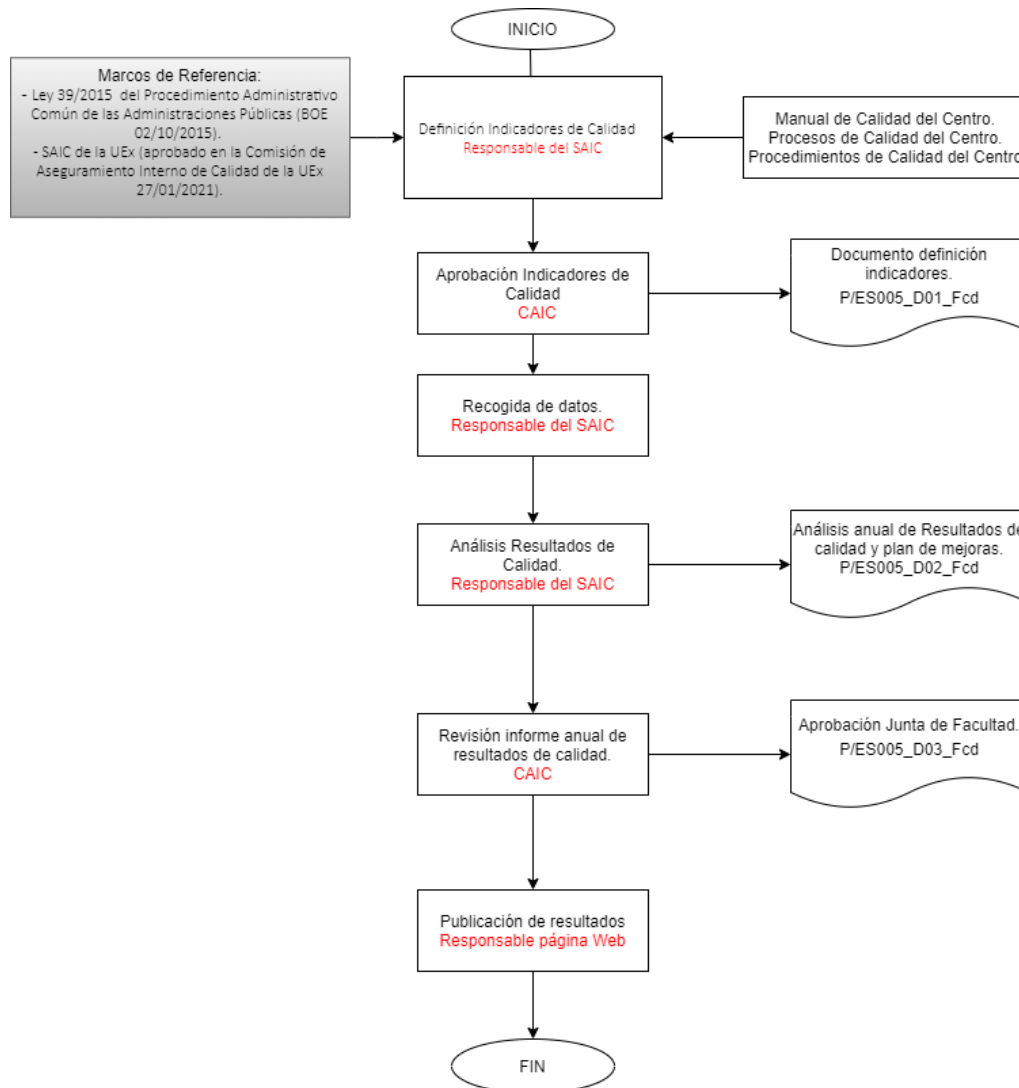 INICIO
Marcos de Referencia:
- Ley 39/2015 del Procedimiento Administrativo
Común de las Administraciones Públicas (BOE
02/10/2015).
- SAIC de la UEx (aprobado en la Comisión de
Aseguramiento Interno de Calidad de la UEx
27/01/2021).
Definición Indicadores de Calidad
Responsable del SAIC
Manual de Calidad del Centro.
Procesos de Calidad del Centro.
Procedimientos de Calidad del Centro
Aprobación Indicadores de
Calidad
CAIC
Documento definición
indicadores.
P/ES005_D01_Fcd
Recogida de datos.
Responsable del SAIC
Análisis Resultados de
Calidad.
Responsable del SAIC
Análisis anual de Resultados de
calidad y plan de mejoras.
P/ES005_D02_Fcd
Revisión informe anual de
resultados de calidad.
CAIC
Aprobación Junta de Facultad.
P/ES005_D03_Fcd
Publicación de resultados
Responsable página Web
FIN